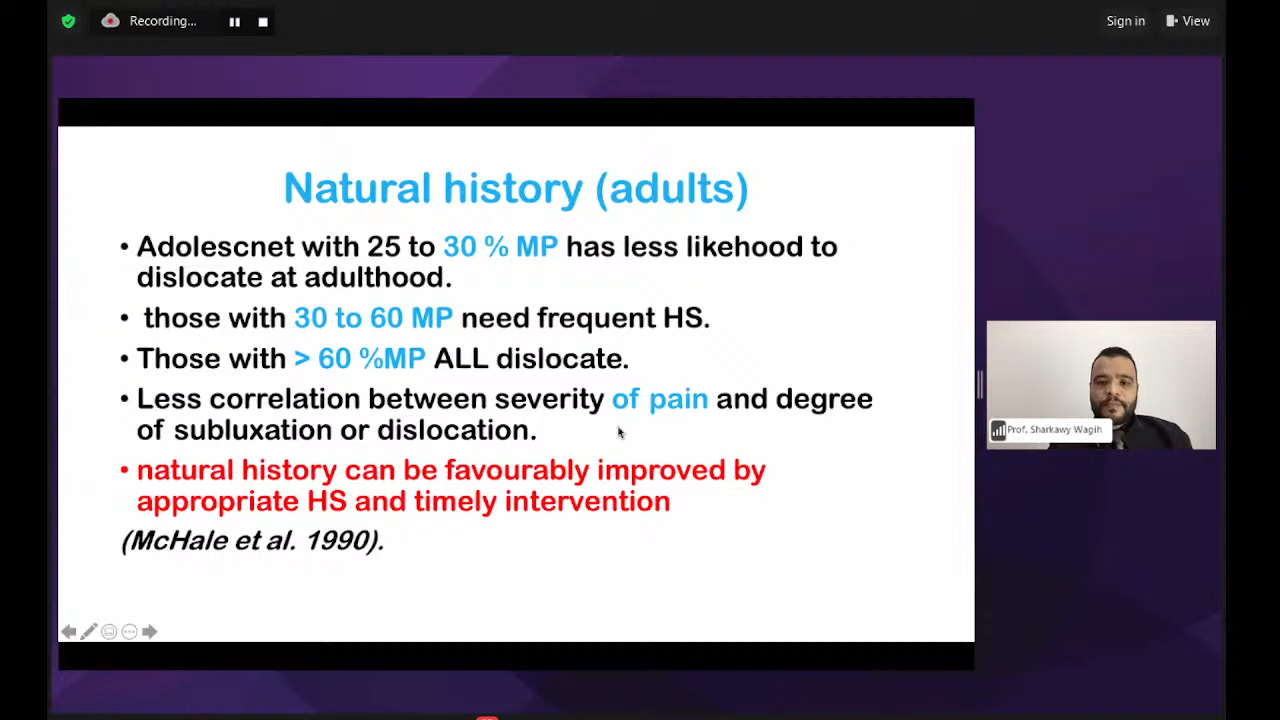 Recording...
Sign in
View
Natural history (adults)
• Adolescnet with 25 to 30 % MP has less likehood to
dislocate at adulthood.
• those with 30 to 60 MP need frequent HS.
• Those with > 60 %MP ALL dislocate.
• Less correlation between severity of pain and degree
of subluxation or dislocation.
• natural history can be favourably improved by
appropriate HS and timely intervention
(McHale et al. 1990).
Prof. Sharkawy Wagih